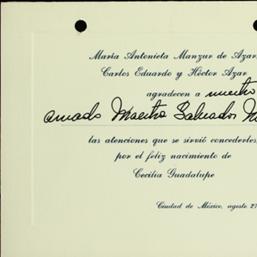 María Antonieta Manzur de Azar
Carlos Eduardo y Héctor Azar
agradecen a nuestro
amado Maestro Salvador
las atenciones que se sirvió concederles,
por el feliz nacimiento de
Cecilia Guadalupe
Ciudad de México, agosto 27